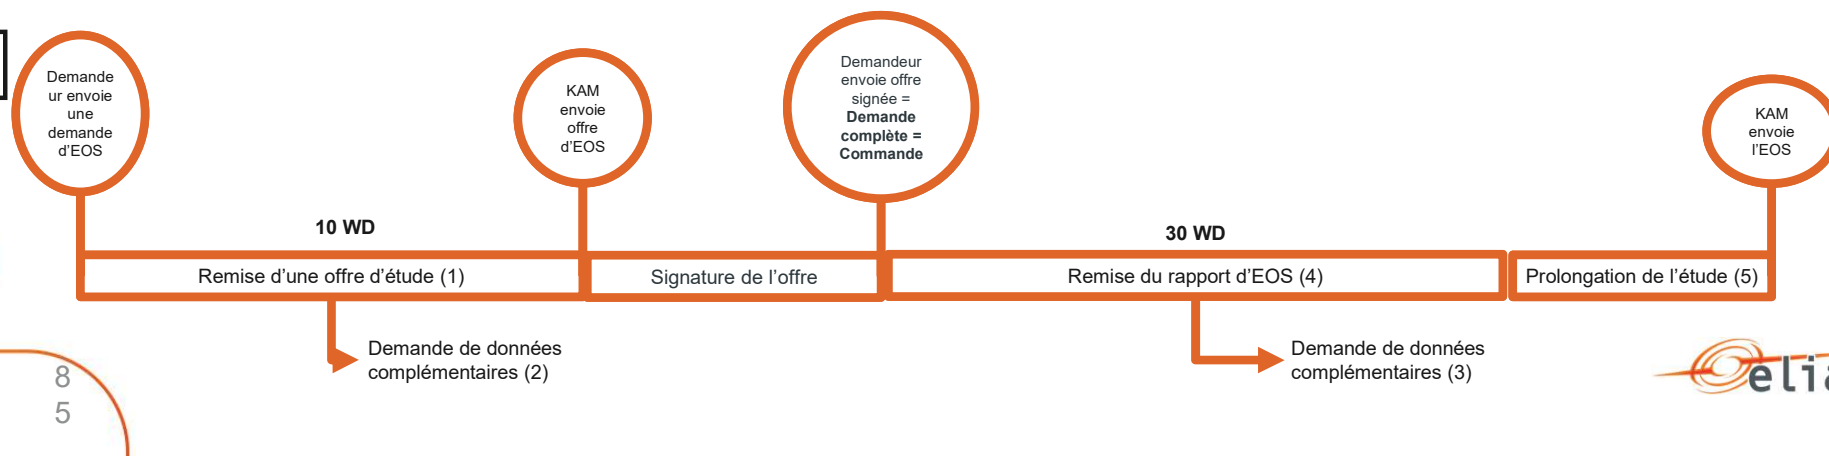 Demande
ur envoie
une
demande
d'EOS
KAM
envoie
offre
d'EOS
Demandeur
envoie offre
signée =
Demande
complète =
Commande
KAM
envoie
l'EOS
10 WD
30 WD
Remise d'une offre d'étude (1)
Signature de l'offre
Remise du rapport d'EOS (4)
Prolongation de l'étude (5)
Demande de données
complémentaires (2)
Demande de données
complémentaires (3)
8
5
elia